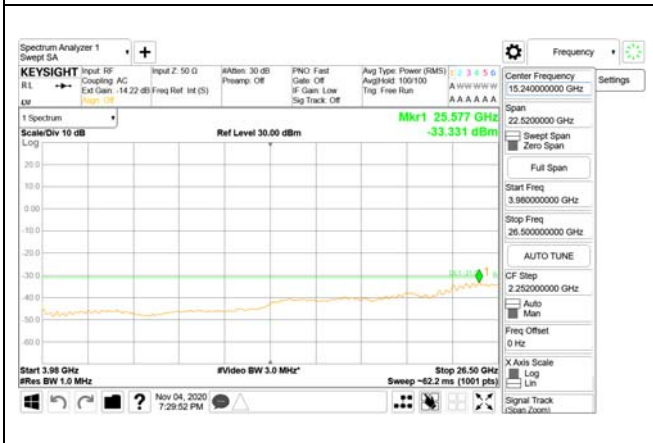 Spectrum Analyzer 1
Swept SA
+
Frequency
KEYSIGHT
RL
Input: RF
Coupling: AC
Ext Gain: -14.22 dB
Align: Off
Input Z: 50 Ω
Freq Ref: Int (S)
#Atten: 30 dB
Preamp: Off
PNO: Fast
Gate: Off
IF Gain: Low
Sig Track: Off
Avg Type: Power (RMS)
Avg|Hold: 100/100
Trig: Free Run
1 2 3 4 5 6
A W W W W W
A A A A A A
1 Spectrum
Scale/Div 10 dB
Ref Level 30.00 dBm
Mkr1 25.577 GHz
-33.331 dBm
Log
20.0
10.0
0.00
-10.0
-20.0
-30.0
-40.0
-50.0
-60.0
1
Start 3.98 GHz
#Res BW 1.0 MHz
#Video BW 3.0 MHz*
Stop 26.50 GHz
Sweep ~62.2 ms (1001 pts)
?
Nov 04, 2020
7:29:52 PM
Center Frequency
15.240000000 GHz
Settings
Span
22.5200000 GHz
Swept Span
Zero Span
Full Span
Start Freq
3.980000000 GHz
Stop Freq
26.500000000 GHz
AUTO TUNE
CF Step
2.252000000 GHz
Auto
Man
Freq Offset
0 Hz
X Axis Scale
Log
Lin
Signal Track
(Span Zoom)